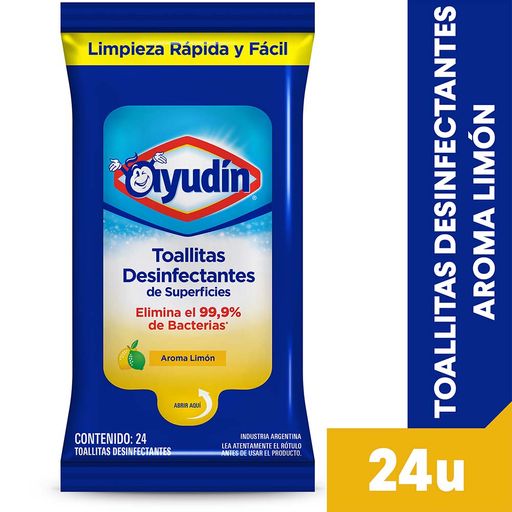 Limpieza Rápida y Fácil
Ayudín
Toallitas
Desinfectantes
de Superficies
Elimina el 99,9%
de Bacterias*
Aroma Limón
ABRIR AQUÍ
CONTENIDO: 24
TOALLITAS DESINFECTANTES
INDUSTRIA ARGENTINA
LEA ATENTAMENTE EL RÓTULO
ANTES DE USAR EL PRODUCTO.
TOALLITAS DESINFECTANTES
AROMA LIMÓN
24u